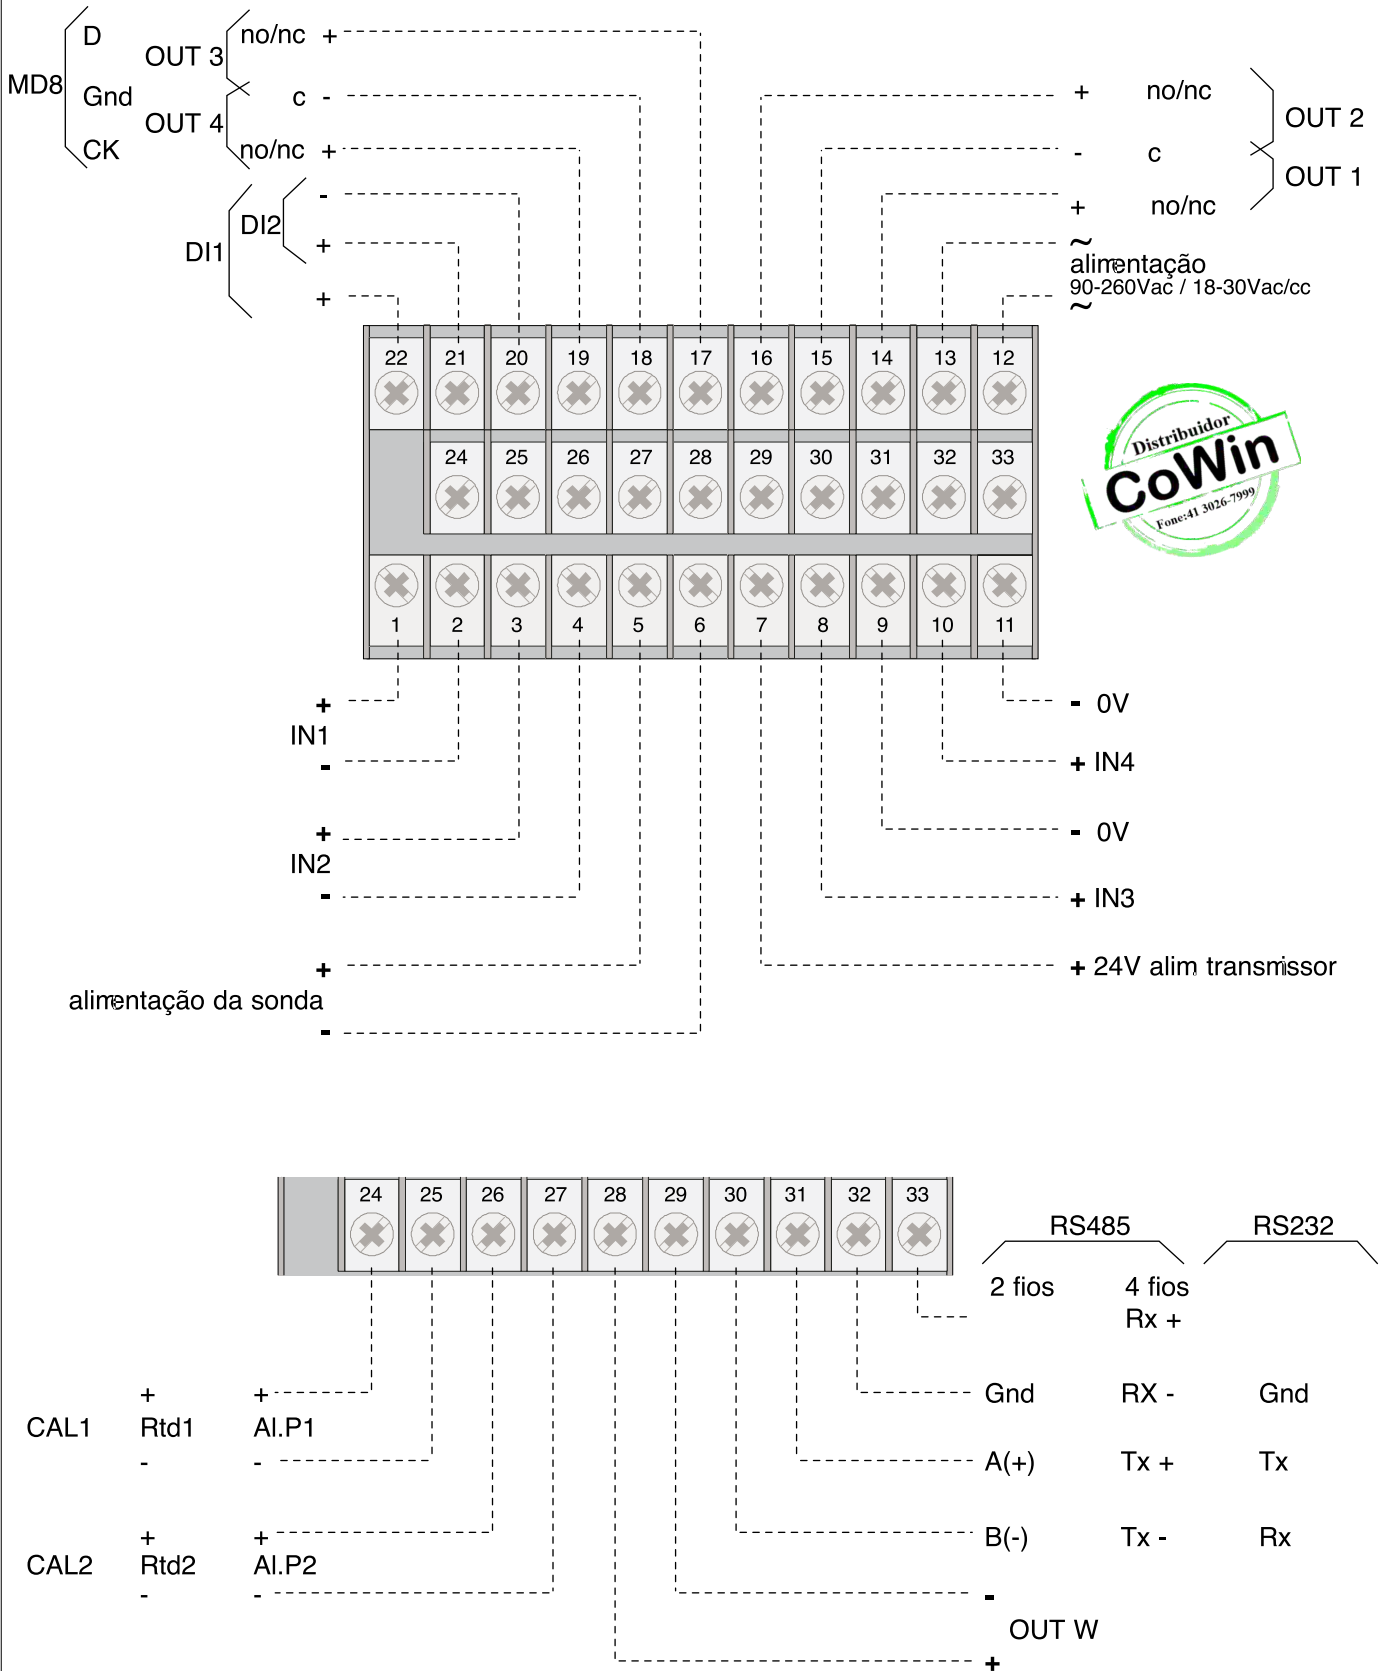 D
OUT 3
no/nc +
MD8
Gnd
c -
OUT 4
CK
no/nc +
-
DI2
DI1
+
+
+ no/nc
OUT 2
- c
OUT 1
+ no/nc
~
alimentação
90-260Vac / 18-30Vac/cc
~
22 21 20 19 18 17 16 15 14 13 12
24 25 26 27 28 29 30 31 32 33
1 2 3 4 5 6 7 8 9 10 11
Distribuidor
CoWin
Fone:41 3026-7999
+
IN1
-
+
IN2
-
+
alimentação da sonda
-
- 0V
+ IN4
- 0V
+ IN3
+ 24V alim transmissor
24 25 26 27 28 29 30 31 32 33
RS485 RS232
2 fios 4 fios
Rx +
Gnd RX - Gnd
A(+) Tx + Tx
B(-) Tx - Rx
-
OUT W
+
+ +
CAL1 Rtd1 Al.P1
- -
+ +
CAL2 Rtd2 Al.P2
- -